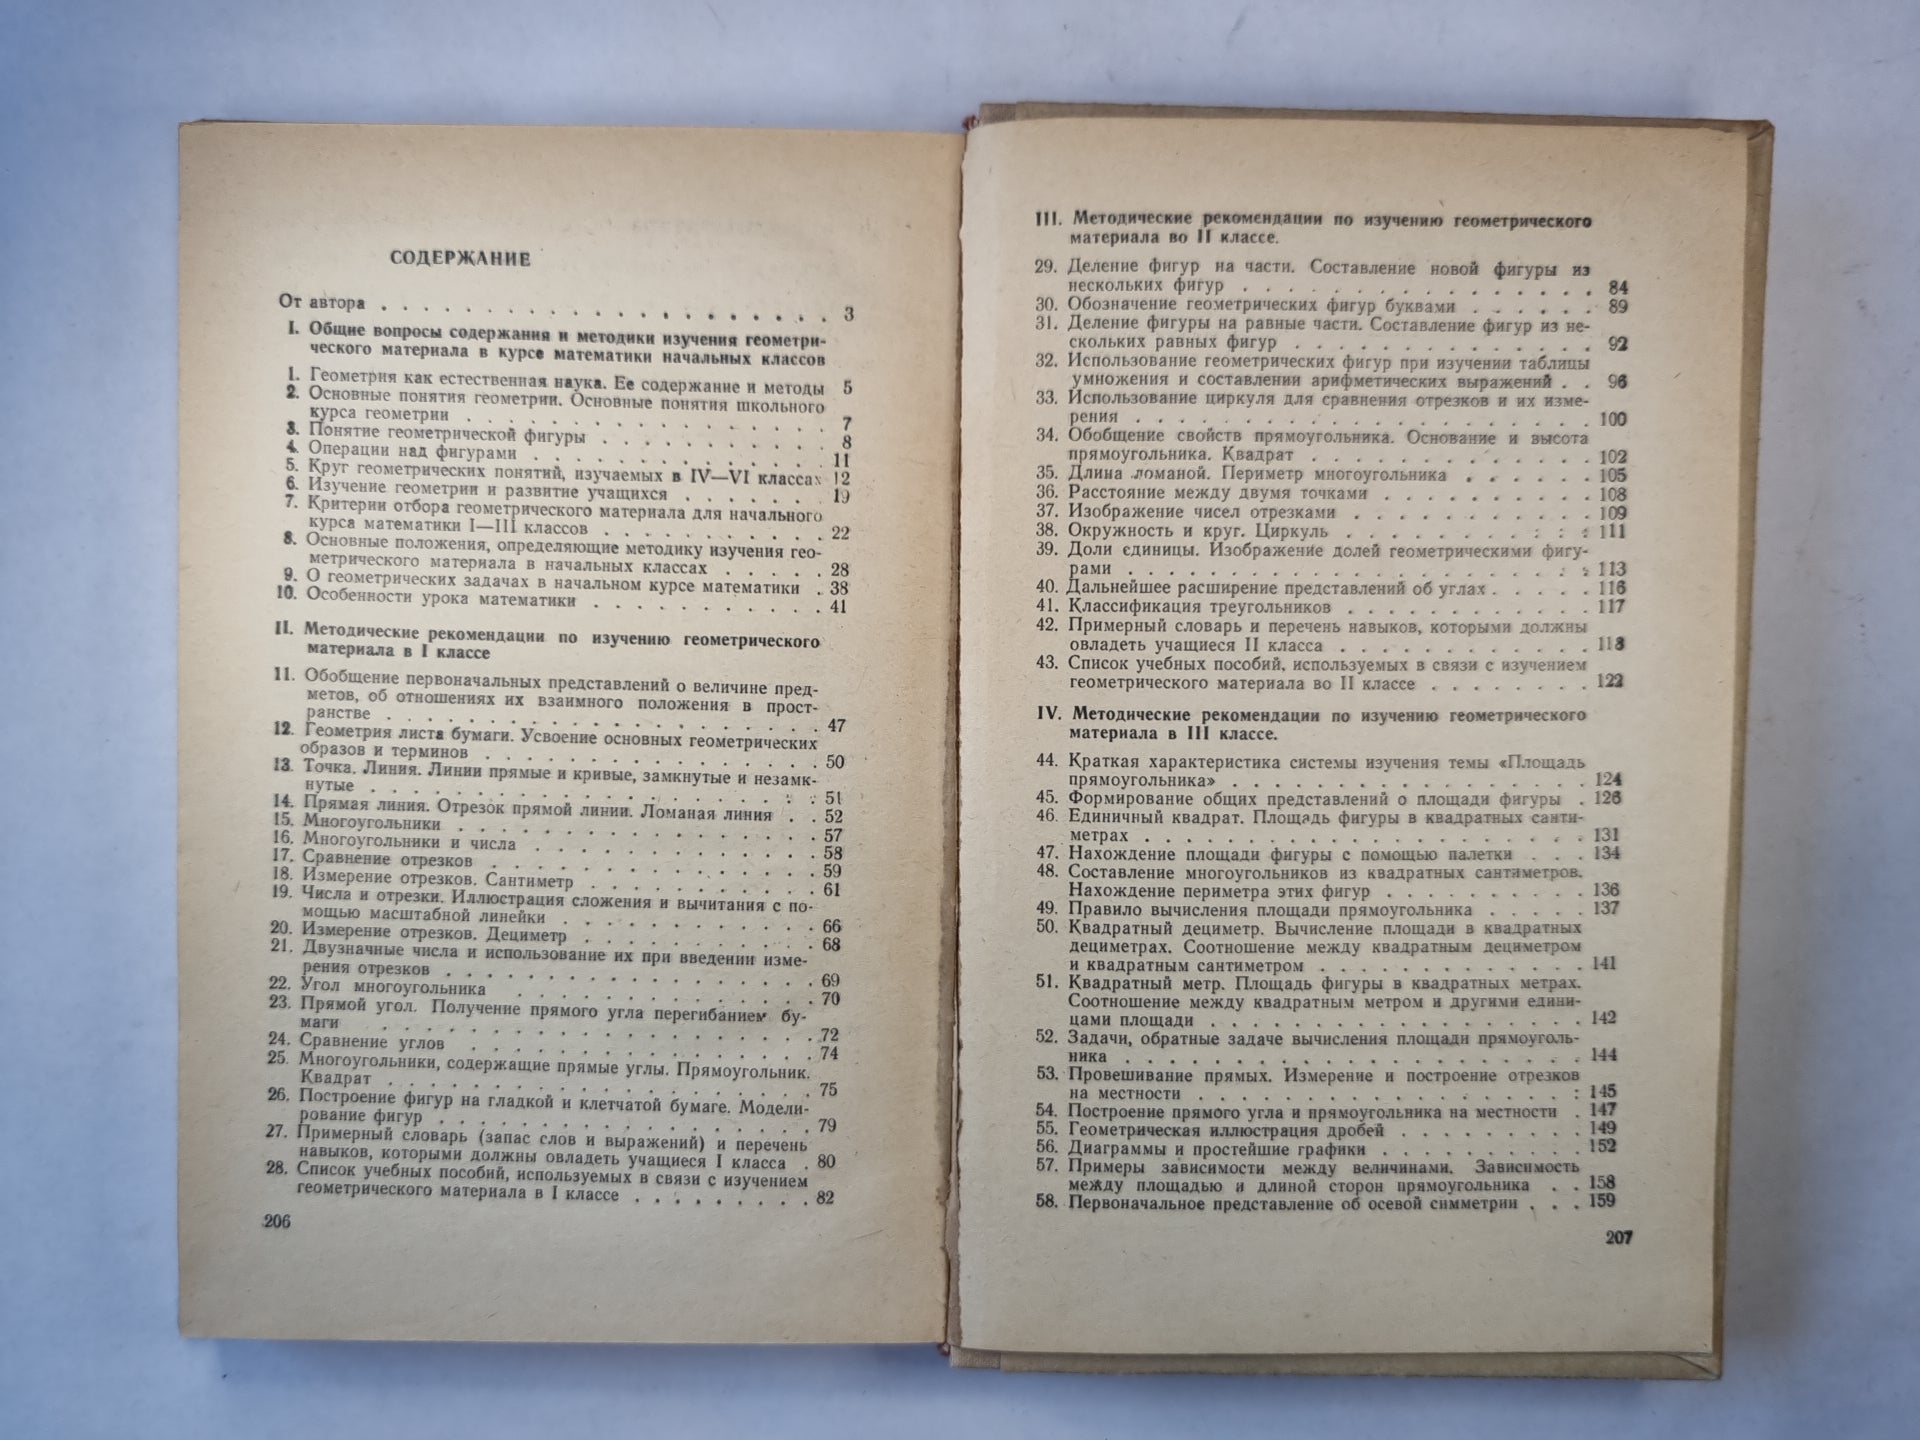 СОДЕРЖАНИЕ
От автора . . . . . . . . . . . . . . . . . . . 3
I. Общие вопросы содержания и методики изучения геометри-
ческого материала в курсе математики начальных классов
1. Геометрия как естественная наука. Ее содержание и методы 5
2. Основные понятия геометрии. Основные понятия школьного
курса геометрии . . . . . . . . . . . . . . . . 7
3. Понятие геометрической фигуры . . . . . . . . . . 8
4. Операции над фигурами . . . . . . . . . . . . . 11
5. Круг геометрических понятий, изучаемых в IV—VI классах 12
6. Изучение геометрии и развитие учащихся . . . . . . 19
7. Критерии отбора геометрического материала для начального
курса математики I—III классов . . . . . . . . . . 22
8. Основные положения, определяющие методику изучения гео-
метрического материала в начальных классах . . . . . 28
9. О геометрических задачах в начальном курсе математики . 38
10. Особенности урока математики . . . . . . . . . . 41
II. Методические рекомендации по изучению геометрического
материала в I классе
11. Обобщение первоначальных представлений о величине пред-
метов, об отношениях их взаимного положения в прост-
ранстве . . . . . . . . . . . . . . . . . . . 47
12. Геометрия листа бумаги. Усвоение основных геометрических
образов и терминов . . . . . . . . . . . . . . . 50
13. Точка. Линия. Линии прямые и кривые, замкнутые и незамк-
нутые . . . . . . . . . . . . . . . . . . . . 51
14. Прямая линия. Отрезок прямой линии. Ломаная линия . . 52
15. Многоугольники . . . . . . . . . . . . . . . . 57
16. Многоугольники и числа . . . . . . . . . . . . . 58
17. Сравнение отрезков . . . . . . . . . . . . . . . 59
18. Измерение отрезков. Сантиметр . . . . . . . . . . 61
19. Числа и отрезки. Иллюстрация сложения и вычитания с по-
мощью масштабной линейки . . . . . . . . . . . . 66
20. Измерение отрезков. Дециметр . . . . . . . . . . . 68
21. Двузначные числа и использование их при введении изме-
рения отрезков . . . . . . . . . . . . . . . . . 69
22. Угол многоугольника . . . . . . . . . . . . . . 70
23. Прямой угол. Получение прямого угла перегибанием бу-
маги . . . . . . . . . . . . . . . . . . . . 72
24. Сравнение углов . . . . . . . . . . . . . . . . 74
25. Многоугольники, содержащие прямые углы. Прямоугольник.
Квадрат . . . . . . . . . . . . . . . . . . . 75
26. Построение фигур на гладкой и клетчатой бумаге. Модели-
рование фигур . . . . . . . . . . . . . . . . . 79
27. Примерный словарь (запас слов и выражений) и перечень
навыков, которыми должны овладеть учащиеся I класса . 80
28. Список учебных пособий, используемых в связи с изучением
геометрического материала в I классе . . . . . . . . 82
206
III. Методические рекомендации по изучению геометрического
материала во II классе.
29. Деление фигур на части. Составление новой фигуры из
нескольких фигур . . . . . . . . . . . . . . . . 84
30. Обозначение геометрических фигур буквами . . . . . . 89
31. Деление фигуры на равные части. Составление фигур из не-
скольких равных фигур . . . . . . . . . . . . . . 92
32. Использование геометрических фигур при изучении таблицы
умножения и составлении арифметических выражений . . 96
33. Использование циркуля для сравнения отрезков и их изме-
рения . . . . . . . . . . . . . . . . . . . . 100
34. Обобщение свойств прямоугольника. Основание и высота
прямоугольника. Квадрат . . . . . . . . . . . . . 102
35. Длина ломаной. Периметр многоугольника . . . . . . 105
36. Расстояние между двумя точками . . . . . . . . . . 108
37. Изображение чисел отрезками . . . . . . . . . . . 109
38. Окружность и круг. Циркуль . . . . . . . . . . . . 111
39. Доли единицы. Изображение долей геометрическими фигу-
рами . . . . . . . . . . . . . . . . . . . . 113
40. Дальнейшее расширение представлений об углах . . . . . 116
41. Классификация треугольников . . . . . . . . . . . 117
42. Примерный словарь и перечень навыков, которыми должны
овладеть учащиеся II класса . . . . . . . . . . . . 118
43. Список учебных пособий, используемых в связи с изучением
геометрического материала во II классе . . . . . . . . 122
IV. Методические рекомендации по изучению геометрического
материала в III классе.
44. Краткая характеристика системы изучения темы «Площадь
прямоугольника» . . . . . . . . . . . . . . . . 124
45. Формирование общих представлений о площади фигуры . 126
46. Единичный квадрат. Площадь фигуры в квадратных санти-
метрах . . . . . . . . . . . . . . . . . . . . 131
47. Нахождение площади фигуры с помощью палетки . . . 134
48. Составление многоугольников из квадратных сантиметров.
Нахождение периметра этих фигур . . . . . . . . . . 136
49. Правило вычисления площади прямоугольника . . . . . 137
50. Квадратный дециметр. Вычисление площади в квадратных
дециметрах. Соотношение между квадратным дециметром
и квадратным сантиметром . . . . . . . . . . . . . 141
51. Квадратный метр. Площадь фигуры в квадратных метрах.
Соотношение между квадратным метром и другими едини-
цами площади . . . . . . . . . . . . . . . . . 142
52. Задачи, обратные задаче вычисления площади прямоуголь-
ника . . . . . . . . . . . . . . . . . . . . . 144
53. Провешивание прямых. Измерение и построение отрезков
на местности . . . . . . . . . . . . . . . . . . 145
54. Построение прямого угла и прямоугольника на местности . 147
55. Геометрическая иллюстрация дробей . . . . . . . . . 149
56. Диаграммы и простейшие графики . . . . . . . . . . 152
57. Примеры зависимости между величинами. Зависимость
между площадью и длиной сторон прямоугольника . . 158
58. Первоначальное представление об осевой симметрии . . . 159
207